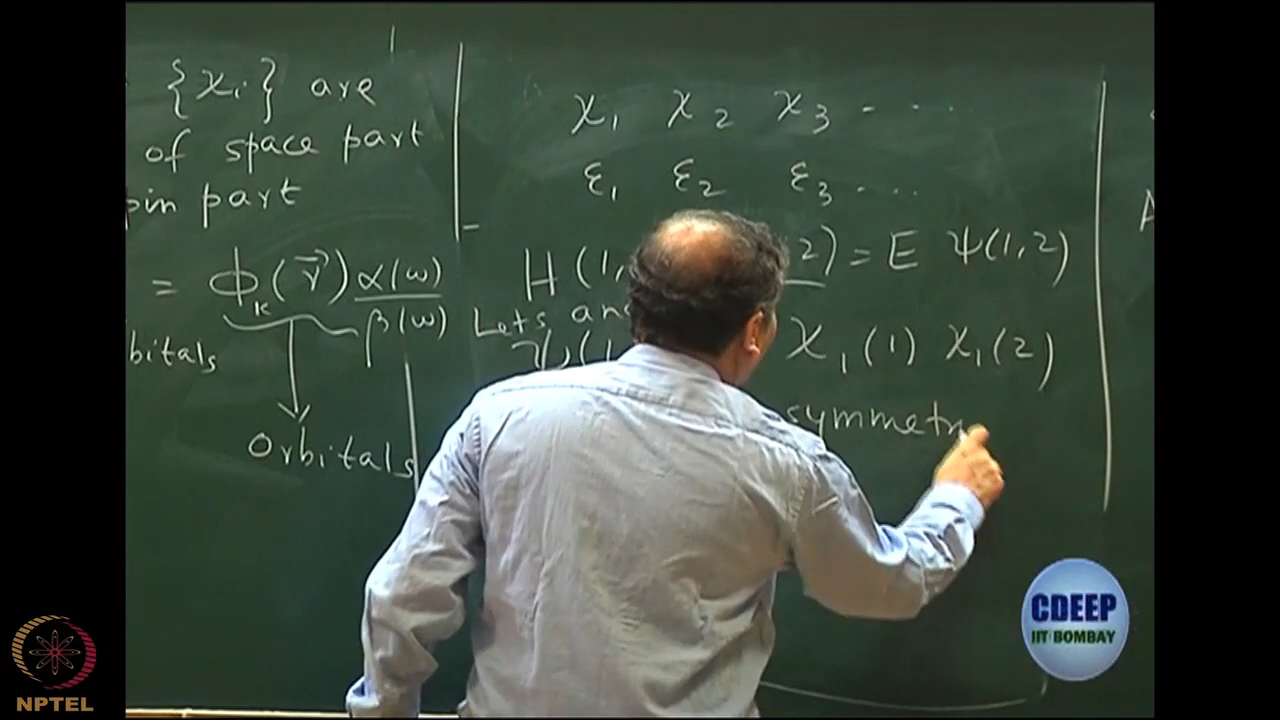 {χi} are
of space part
pin part
= ϕk(r⃗) α(ω)
β(ω)
bitals
Orbitals
χ1 χ2 χ3 - ...
ε1 ε2 ε3 ...
H(1, 2) = E ψ(1,2)
Lets
ψ(1 χ1(1) χ1(2)
symmetr
CDEEP
IIT BOMBAY
NPTEL